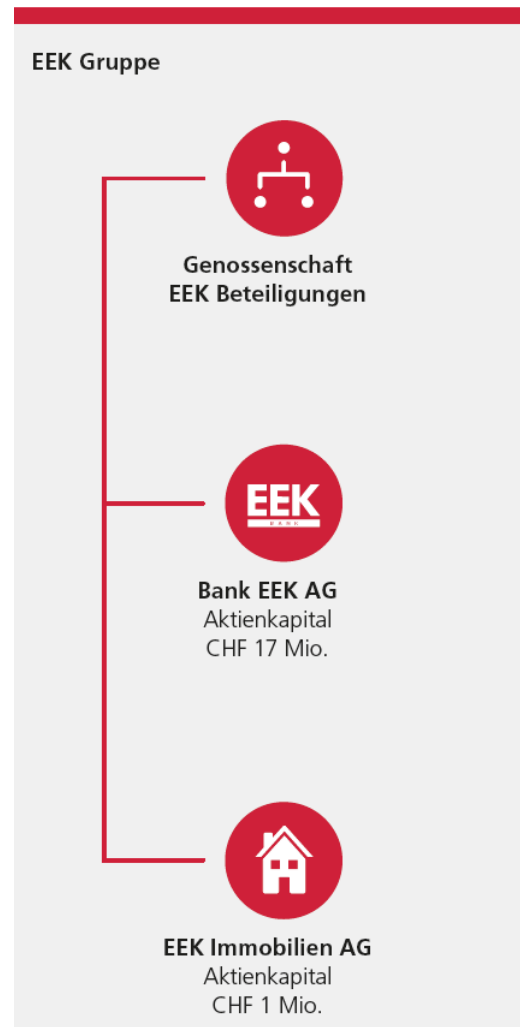 EEK Gruppe
Genossenschaft
EEK Beteiligungen
EEK
BANK
Bank EEK AG
Aktienkapital
CHF 17 Mio.
EEK Immobilien AG
Aktienkapital
CHF 1 Mio.